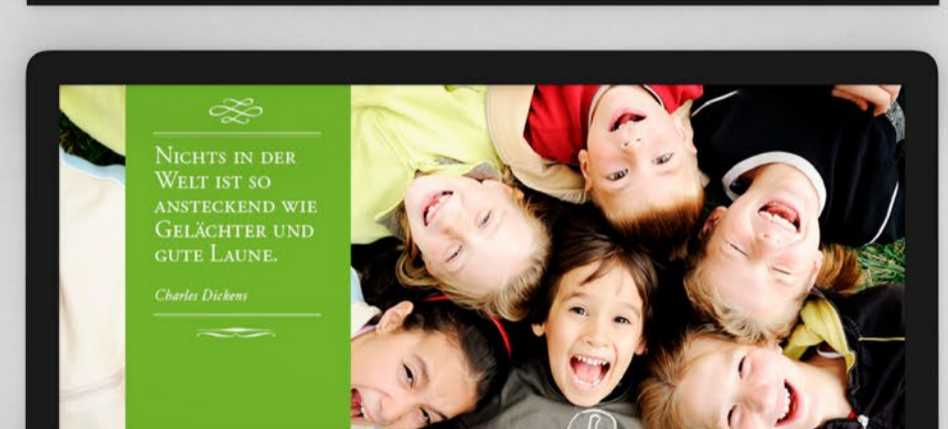 Nichts in der
Welt ist so
ansteckend wie
Gelächter und
gute Laune.
Charles Dickens